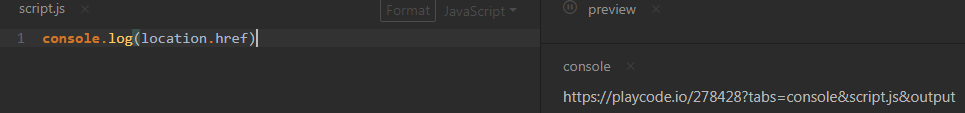 script.js ×
Format JavaScript
1 console.log(location.href)
preview ×
console ×
https://playcode.io/278428?tabs=console&script.js&output